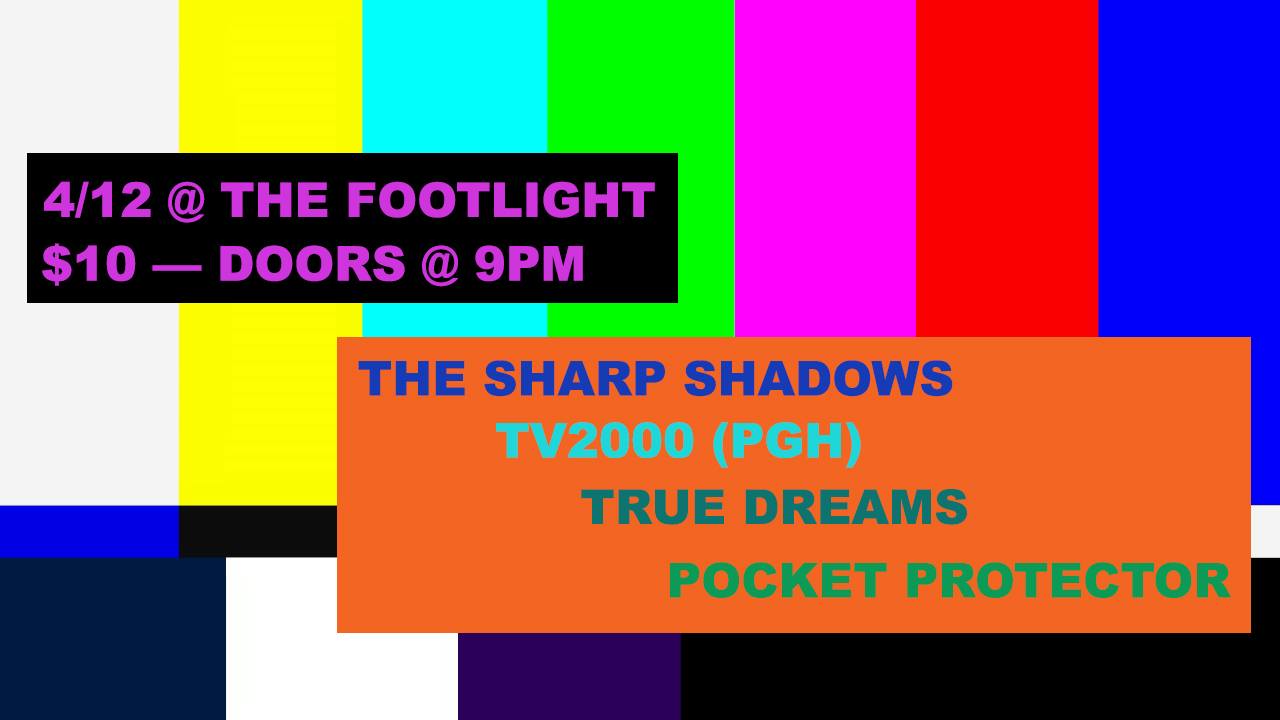 4/12 @ THE FOOTLIGHT
$10 — DOORS @ 9PM
THE SHARP SHADOWS
TV2000 (PGH)
TRUE DREAMS
POCKET PROTECTOR